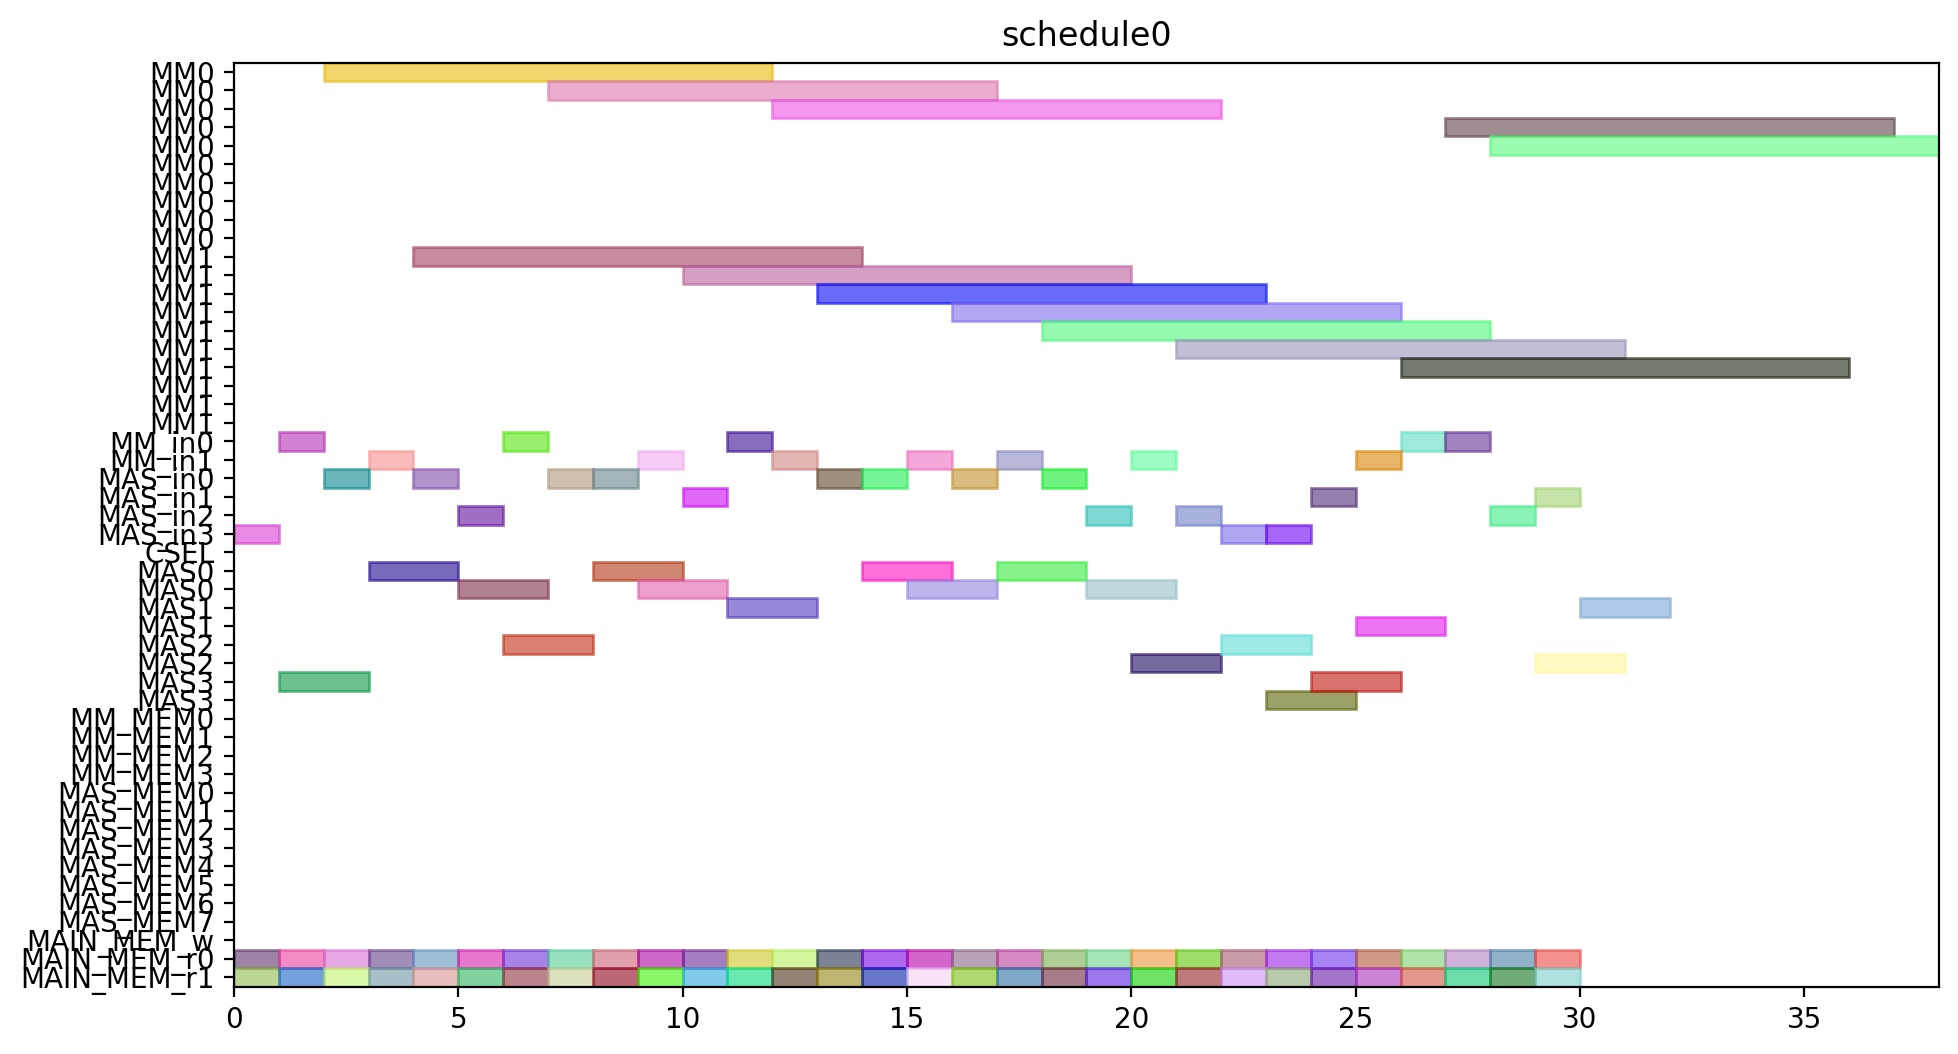 schedule0
MM0
MM0
MM0
MM0
MM0
MM0
MM0
MM0
MM0
MM0
MM1
MM1
MM1
MM1
MM1
MM1
MM1
MM1
MM1
MM1
MM_in0
MM_in1
MAS_in0
MAS_in1
MAS_in2
MAS_in3
CSEL
MAS0
MAS0
MAS1
MAS1
MAS2
MAS2
MAS3
MAS3
MM_MEM0
MM_MEM1
MM_MEM2
MM_MEM3
MAS_MEM0
MAS_MEM1
MAS_MEM2
MAS_MEM3
MAS_MEM4
MAS_MEM5
MAS_MEM6
MAS_MEM7
MAIN_MEM_w
MAIN_MEM_r0
MAIN_MEM_r1
0 5 10 15 20 25 30 35